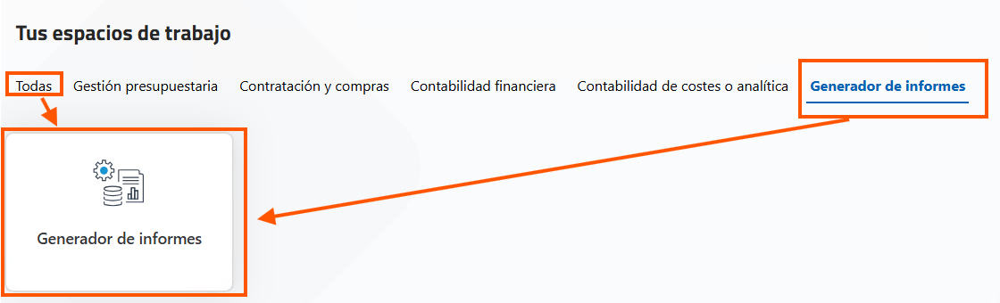 Tus espacios de trabajo
Todas Gestión presupuestaria Contratación y compras Contabilidad financiera Contabilidad de costes o analítica Generador de informes
Generador de informes